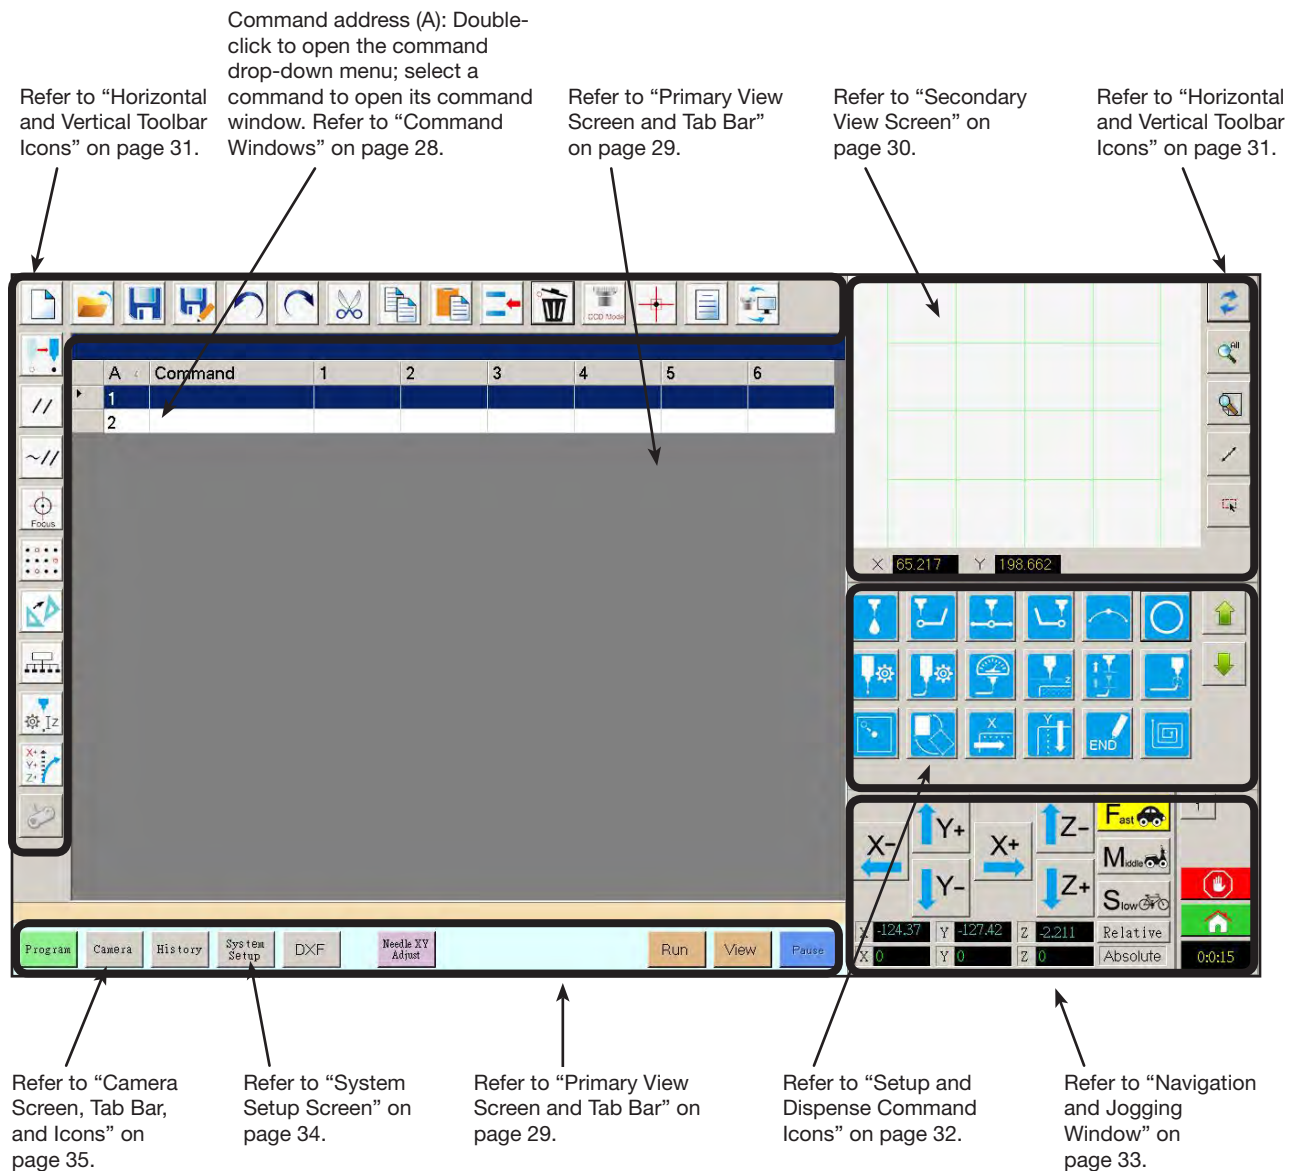 Command address (A): Double-
click to open the command
drop-down menu; select a
command to open its command
window. Refer to “Command
Windows” on page 28.
Refer to “Horizontal
and Vertical Toolbar
Icons” on page 31.
Refer to “Primary View
Screen and Tab Bar”
on page 29.
Refer to “Secondary
View Screen” on
page 30.
Refer to “Horizontal
and Vertical Toolbar
Icons” on page 31.
CCD Mode
All
A Command 1 2 3 4 5 6
1
2
Focus
Z
X+
Y+
Z+
X 65.217 Y 198.662
Z
X
Y
END
X- Y+ X+ Z- Fast
Y- Z+ Middle
Slow
1
X -124.37 Y -127.42 Z -2.211 Relative
X 0 Y 0 Z 0 Absolute 0:0:15
Program Camera History System Setup DXF Needle XY Adjust Run View Pause
Refer to “Camera
Screen, Tab Bar,
and Icons” on
page 35.
Refer to “System
Setup Screen” on
page 34.
Refer to “Primary View
Screen and Tab Bar” on
page 29.
Refer to “Setup and
Dispense Command
Icons” on page 32.
Refer to “Navigation
and Jogging
Window” on
page 33.